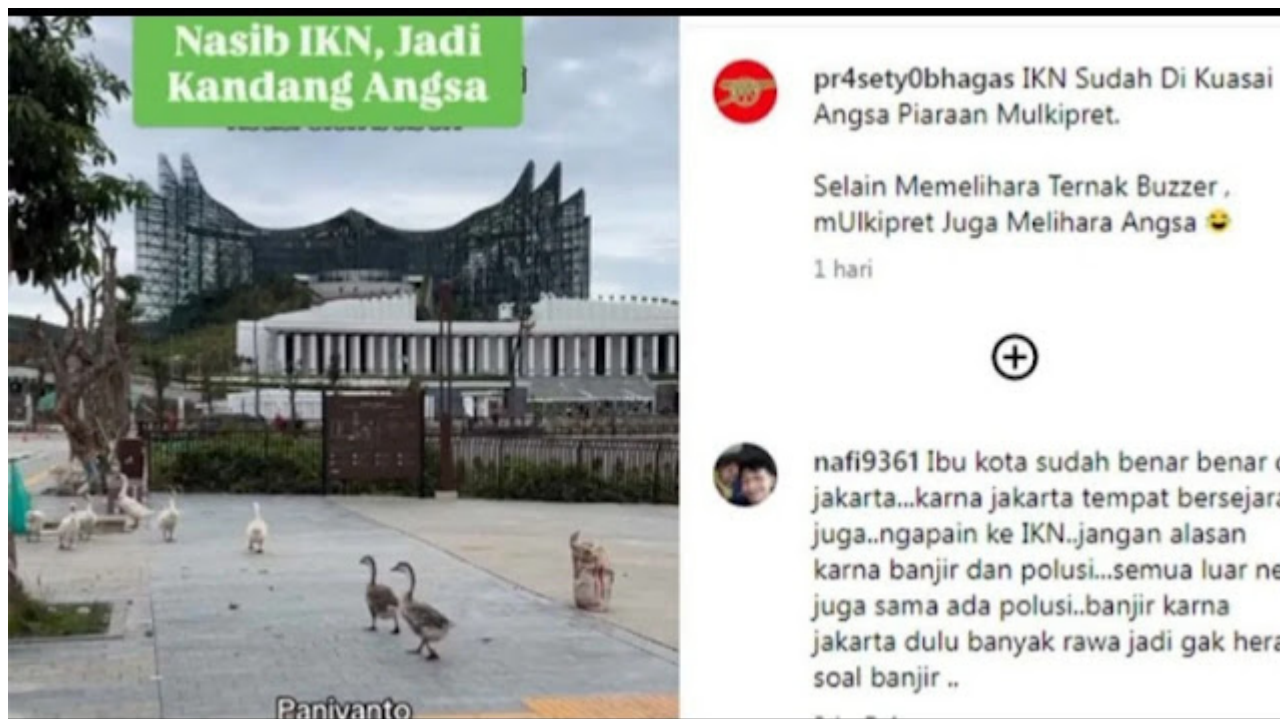 Nasib IKN, Jadi
Kandang Angsa
Paniyanto
pr4sety0bhagas IKN Sudah Di Kuasai
Angsa Piaraan Mulkipret.
Selain Memelihara Ternak Buzzer ,
mUlkipret Juga Melihara Angsa 😂
1 hari
nafi9361 Ibu kota sudah benar benar
jakarta...karna jakarta tempat bersejara
juga..ngapain ke IKN..jangan alasan
karna banjir dan polusi...semua luar ne
juga sama ada polusi..banjir karna
jakarta dulu banyak rawa jadi gak hera
soal banjir ..